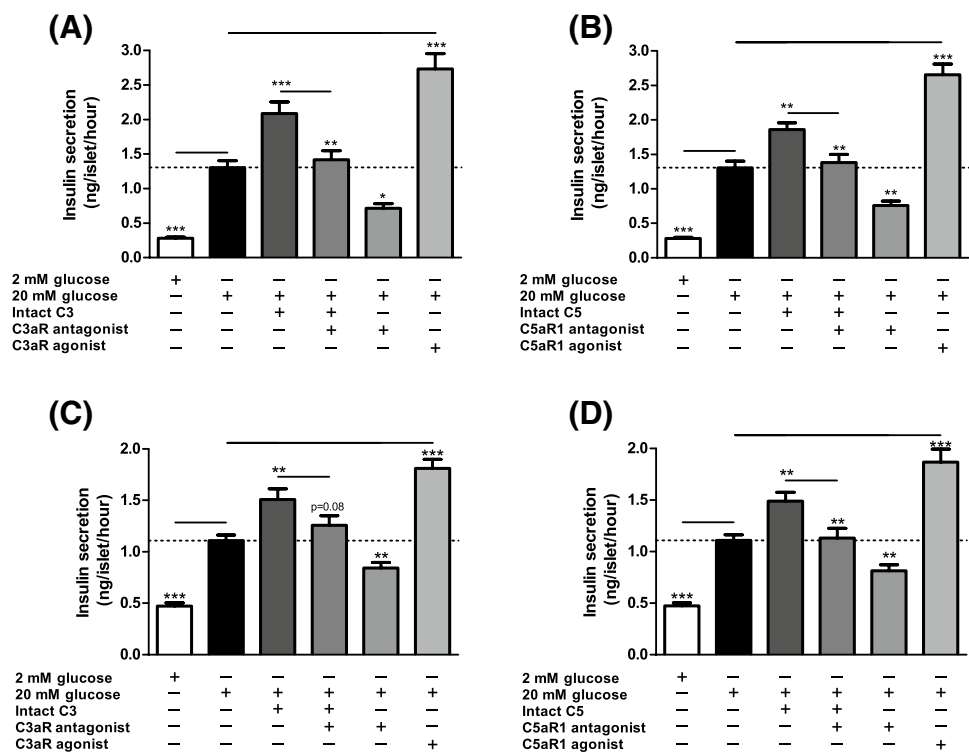 (A)
3.0
2.5
2.0
1.5
1.0
0.5
0.0
Insulin secretion
(ng/islet/hour)
***
***
**
*
***
2 mM glucose + – – – – –
20 mM glucose – + + + + +
Intact C3 – – + + – –
C3aR antagonist – – – + + –
C3aR agonist – – – – – +
(B)
3.0
2.5
2.0
1.5
1.0
0.5
0.0
Insulin secretion
(ng/islet/hour)
***
**
**
**
***
2 mM glucose + – – – – –
20 mM glucose – + + + + +
Intact C5 – – + + – –
C5aR1 antagonist – – – + + –
C5aR1 agonist – – – – – +
(C)
2.0
1.5
1.0
0.5
0.0
Insulin secretion
(ng/islet/hour)
***
**
p=0.08
**
***
2 mM glucose + – – – – –
20 mM glucose – + + + + +
Intact C3 – – + + – –
C3aR antagonist – – – + + –
C3aR agonist – – – – – +
(D)
2.0
1.5
1.0
0.5
0.0
Insulin secretion
(ng/islet/hour)
***
**
**
**
***
2 mM glucose + – – – – –
20 mM glucose – + + + + +
Intact C5 – – + + – –
C5aR1 antagonist – – – + + –
C5aR1 agonist – – – – – +